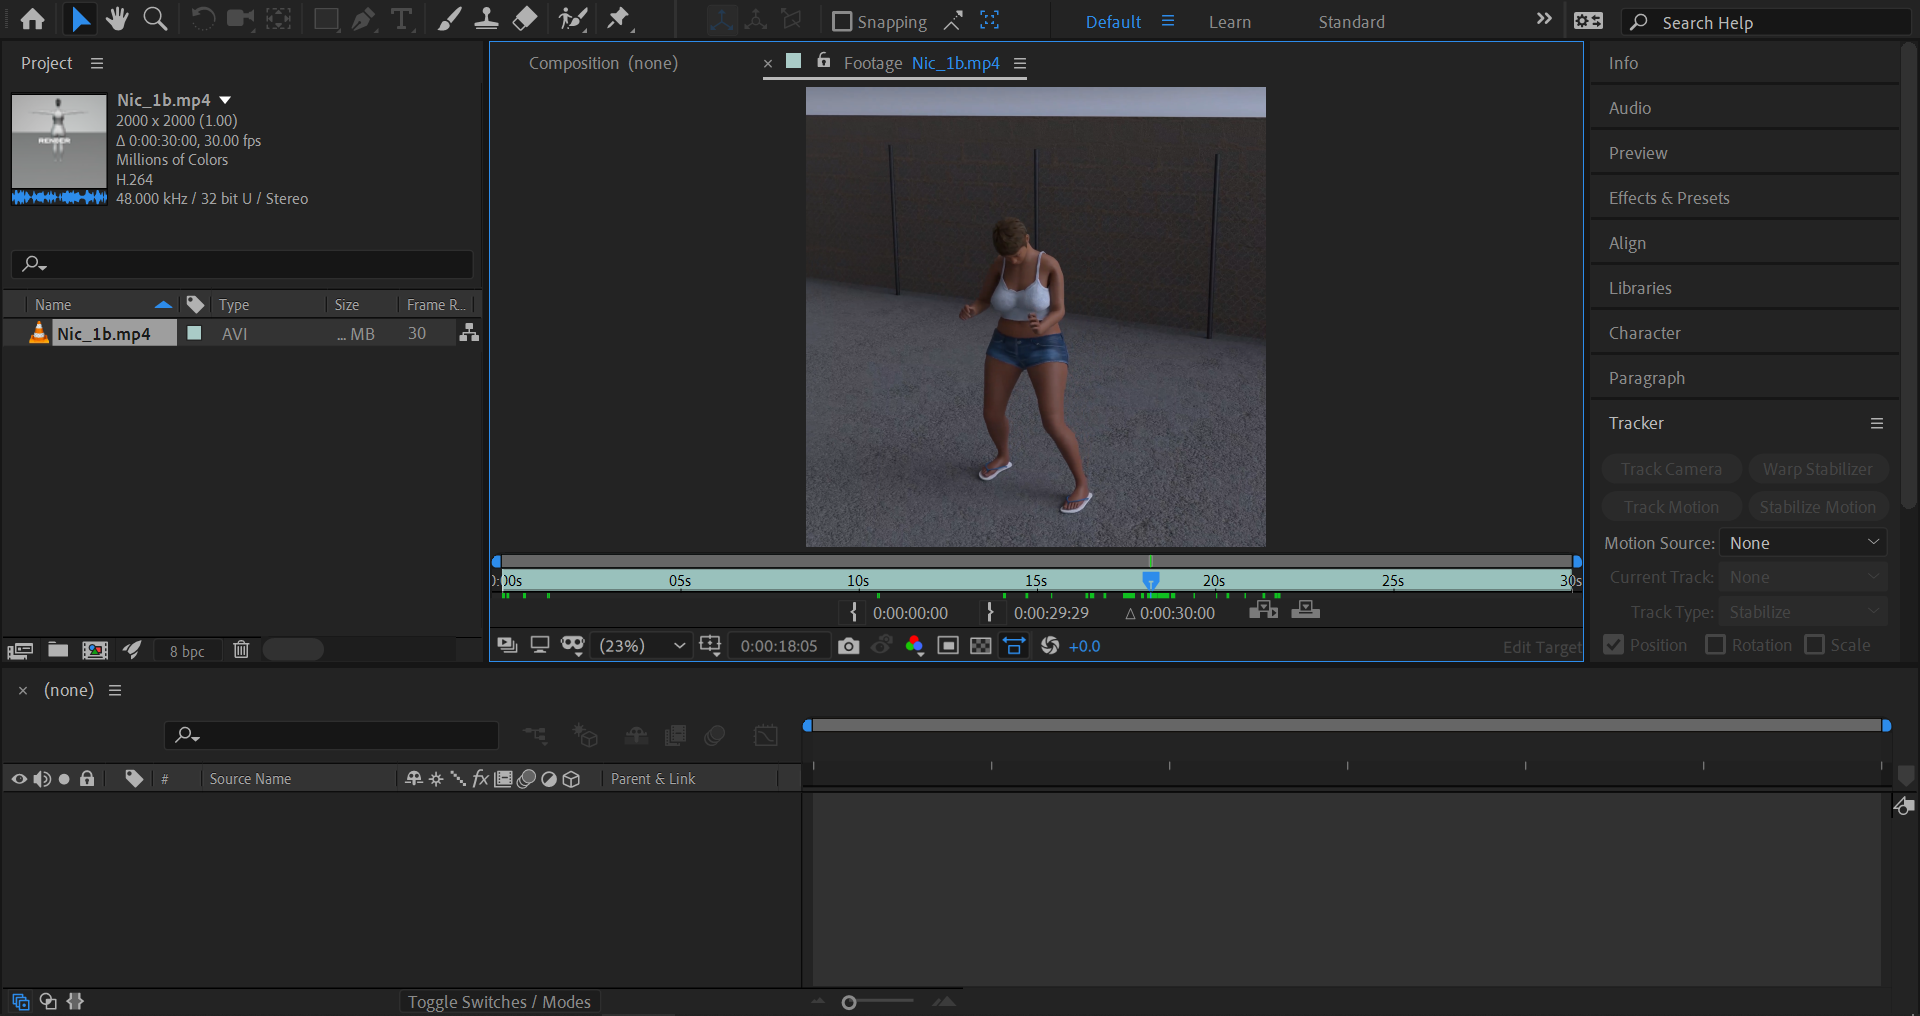 Snapping
Default
Learn
Standard
Search Help
Project
Nic_1b.mp4
2000 x 2000 (1.00)
Δ 0:00:30:00, 30.00 fps
Millions of Colors
H.264
48.000 kHz / 32 bit U / Stereo
RENDER
Name
Type
Size
Frame R...
Nic_1b.mp4
AVI
... MB
30
8 bpc
Composition (none)
Footage Nic_1b.mp4
0:00s 05s 10s 15s 20s 25s 30s
0:00:00:00
0:00:29:29
Δ 0:00:30:00
(23%)
0:00:18:05
+0.0
Edit Target
Info
Audio
Preview
Effects & Presets
Align
Libraries
Character
Paragraph
Tracker
Track Camera
Warp Stabilizer
Track Motion
Stabilize Motion
Motion Source: None
Current Track: None
Track Type: Stabilize
Position
Rotation
Scale
(none)
#
Source Name
fx
Parent & Link
Toggle Switches / Modes